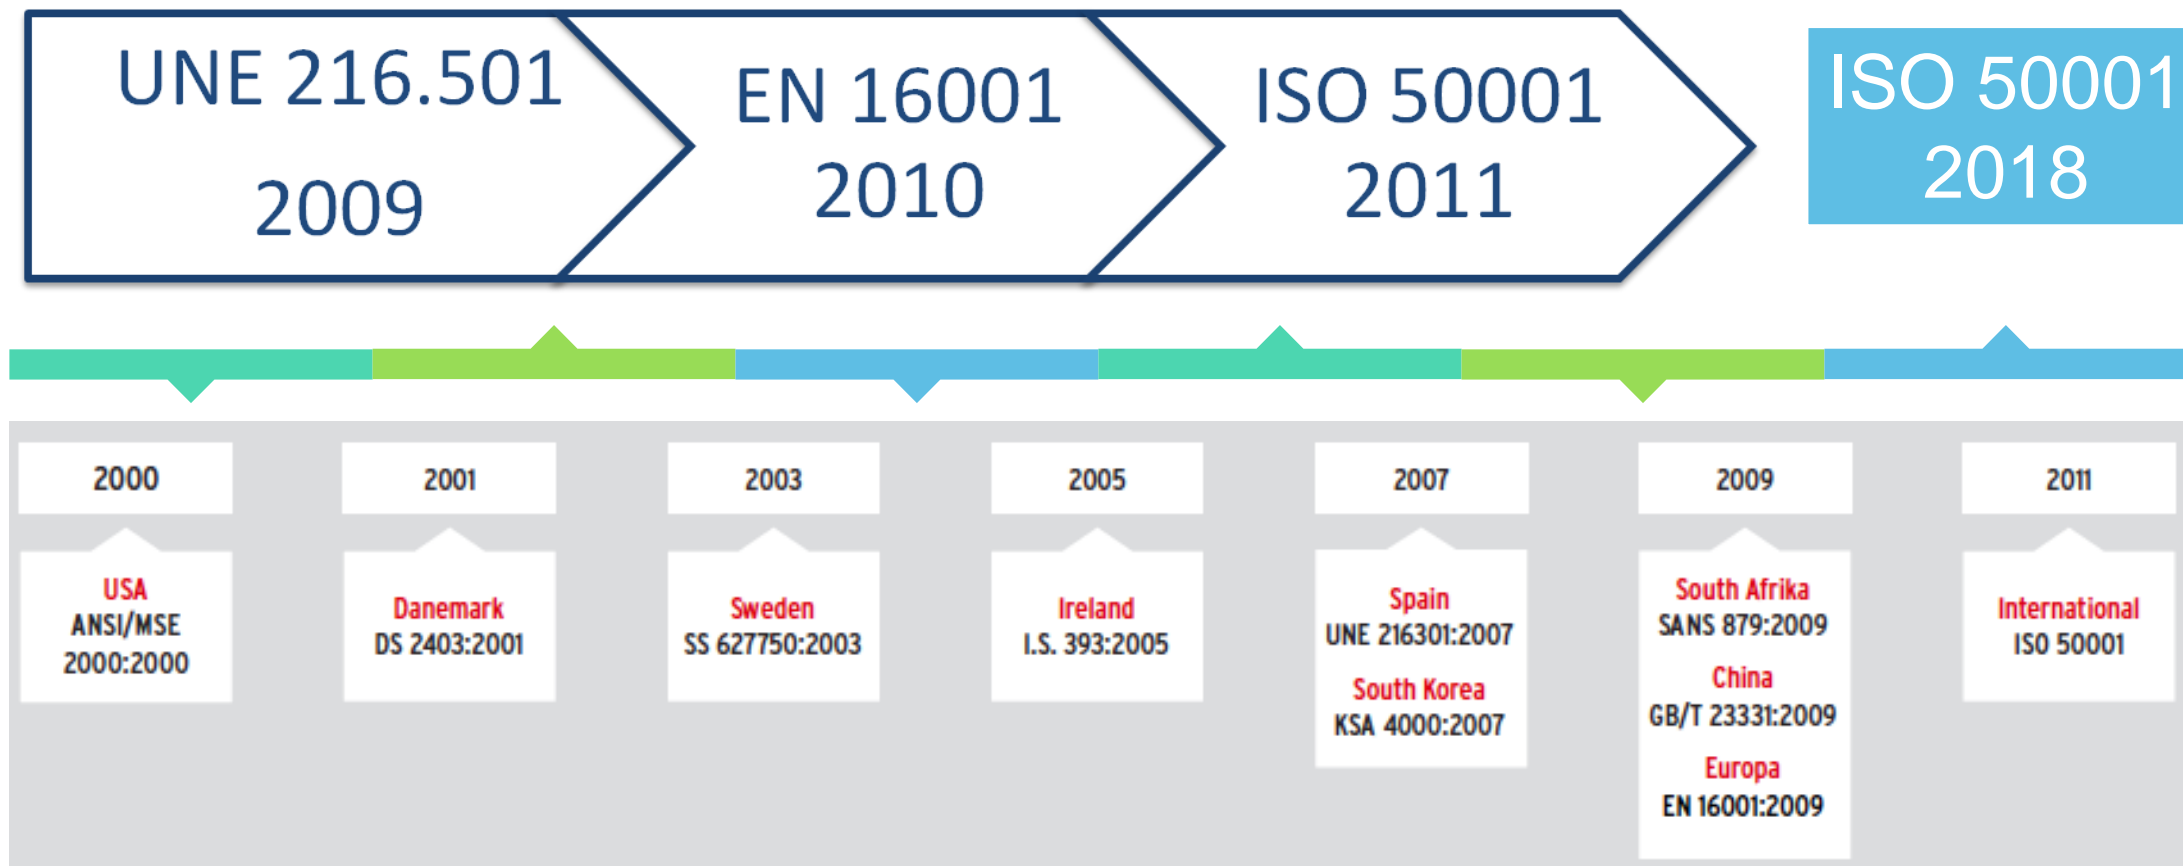 UNE 216.501
2009
EN 16001
2010
ISO 50001
2011
ISO 50001
2018
2000
USA
ANSI/MSE
2000:2000
2001
Danemark
DS 2403:2001
2003
Sweden
SS 627750:2003
2005
Ireland
I.S. 393:2005
2007
Spain
UNE 216301:2007
South Korea
KSA 4000:2007
2009
South Afrika
SANS 879:2009
China
GB/T 23331:2009
Europa
EN 16001:2009
2011
International
ISO 50001